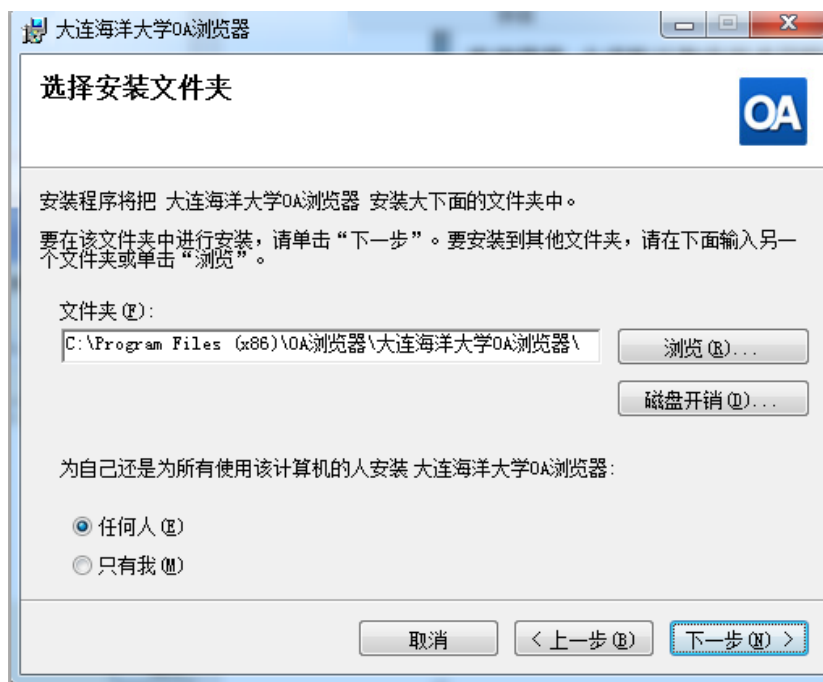 大连海洋大学OA浏览器
选择安装文件夹
OA
安装程序将把 大连海洋大学OA浏览器 安装大下面的文件夹中。
要在该文件夹中进行安装，请单击“下一步”。要安装到其他文件夹，请在下面输入另一
个文件夹或单击“浏览”。
文件夹(F):
C:\Program Files (x86)\OA浏览器\大连海洋大学OA浏览器\
浏览(R)...
磁盘开销(D)...
为自己还是为所有使用该计算机的人安装 大连海洋大学OA浏览器:
任何人(E)
只有我(M)
取消
< 上一步(B)
下一步(N) >